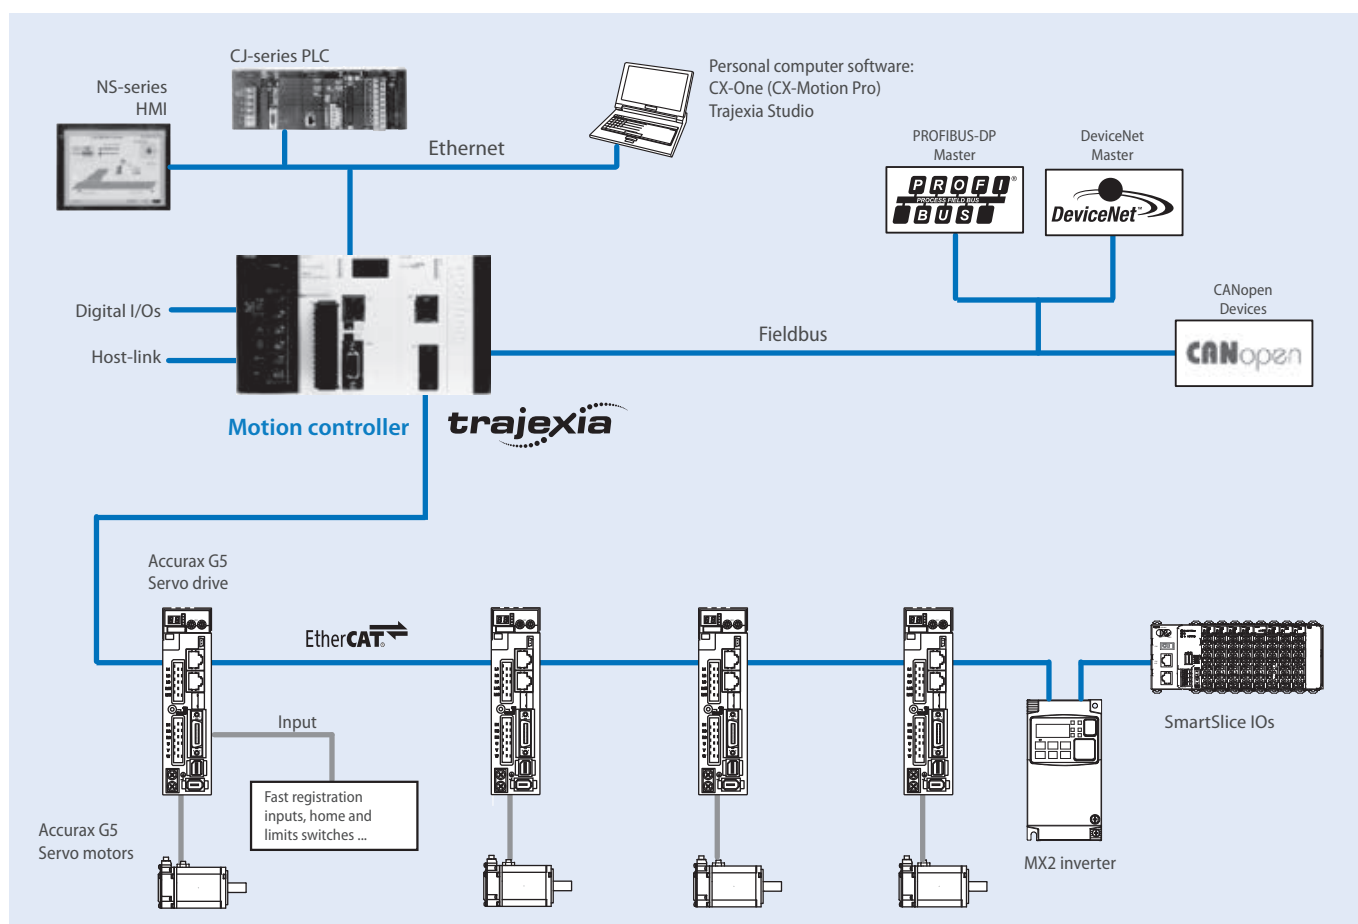 CJ-series PLC
NS-series
HMI
Personal computer software:
CX-One (CX-Motion Pro)
Trajexia Studio
Ethernet
PROFIBUS-DP
Master
DeviceNet
Master
PROFI®
PROCESS FIELD BUS
BUS
DeviceNet™
Digital I/Os
Host-link
Fieldbus
CANopen
Devices
CANopen
Motion controller
trajexia
Accurax G5
Servo drive
EtherCAT®
Input
SmartSlice IOs
Fast registration
inputs, home and
limits switches ...
Accurax G5
Servo motors
MX2 inverter